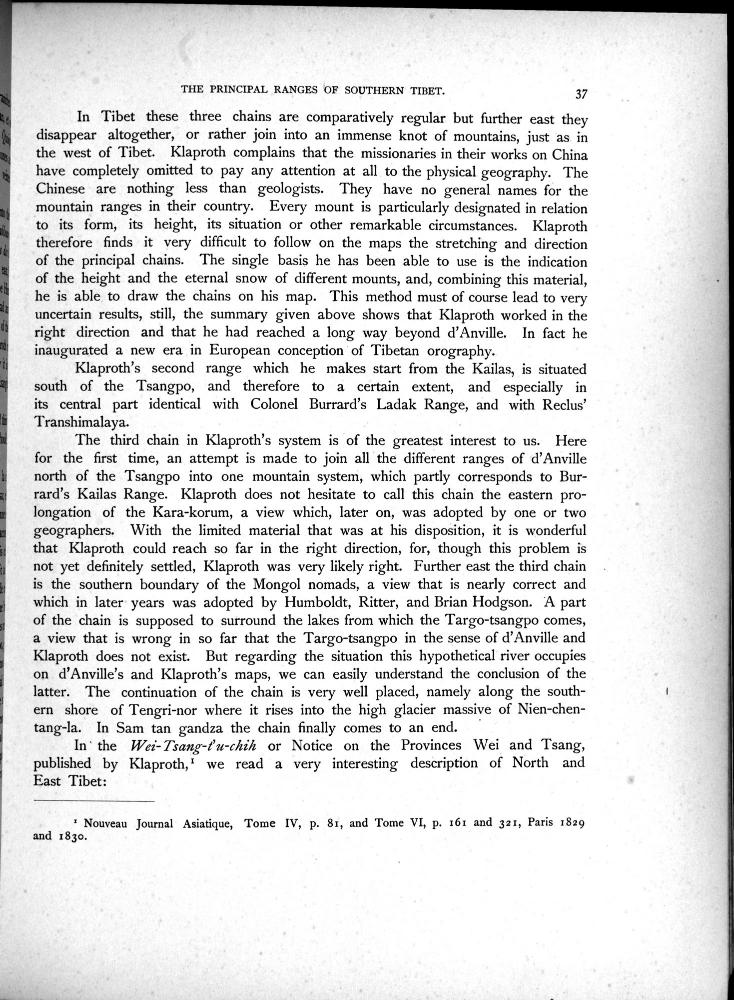 THE PRINCIPAL RANGES OF SOUTHERN TIBET.
37
In Tibet these three chains are comparatively regular but further east they
disappear altogether, or rather join into an immense knot of mountains, just as in
the west of Tibet. Klaproth complains that the missionaries in their works on China
have completely omitted to pay any attention at all to the physical geography. The
Chinese are nothing less than geologists. They have no general names for the
mountain ranges in their country. Every mount is particularly designated in relation
to its form, its height, its situation or other remarkable circumstances. Klaproth
therefore finds it very difficult to follow on the maps the stretching and direction
of the principal chains. The single basis he has been able to use is the indication
of the height and the eternal snow of different mounts, and, combining this material,
he is able to draw the chains on his map. This method must of course lead to very
uncertain results, still, the summary given above shows that Klaproth worked in the
right direction and that he had reached a long way beyond d'Anville. In fact he
inaugurated a new era in European conception of Tibetan orography.
Klaproth's second range which he makes start from the Kailas, is situated
south of the Tsangpo, and therefore to a certain extent, and especially in
its central part identical with Colonel Burrard's Ladak Range, and with Reclus'
Transhimalaya.
The third chain in Klaproth's system is of the greatest interest to us. Here
for the first time, an attempt is made to join all the different ranges of d'Anville
north of the Tsangpo into one mountain system, which partly corresponds to Bur-
rard's Kailas Range. Klaproth does not hesitate to call this chain the eastern pro-
longation of the Kara-korum, a view which, later on, was adopted by one or two
geographers. With the limited material that was at his disposition, it is wonderful
that Klaproth could reach so far in the right direction, for, though this problem is
not yet definitely settled, Klaproth was very likely right. Further east the third chain
is the southern boundary of the Mongol nomads, a view that is nearly correct and
which in later years was adopted by Humboldt, Ritter, and Brian Hodgson. A part
of the chain is supposed to surround the lakes from which the Targo-tsangpo comes,
a view that is wrong in so far that the Targo-tsangpo in the sense of d'Anville and
Klaproth does not exist. But regarding the situation this hypothetical river occupies
on d'Anville's and Klaproth's maps, we can easily understand the conclusion of the
latter. The continuation of the chain is very well placed, namely along the south-
ern shore of Tengri-nor where it rises into the high glacier massive of Nien-chen-
tang-la. In Sam tan gandza the chain finally comes to an end.
In the Wei-Tsang-t'u-chih or Notice on the Provinces Wei and Tsang,
published by Klaproth,¹ we read a very interesting description of North and
East Tibet:
¹ Nouveau Journal Asiatique, Tome IV, p. 81, and Tome VI, p. 161 and 321, Paris 1829
and 1830.